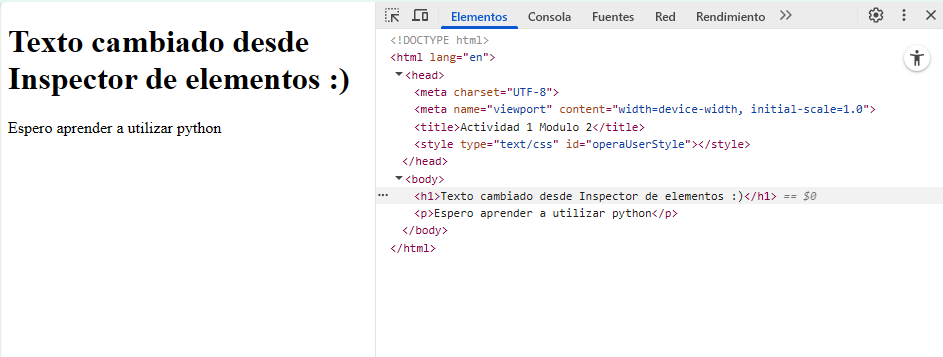 Texto cambiado desde
Inspector de elementos :)
Espero aprender a utilizar python
Elementos Consola Fuentes Red Rendimiento
<!DOCTYPE html>
<html lang="en">
<head>
<meta charset="UTF-8">
<meta name="viewport" content="width=device-width, initial-scale=1.0">
<title>Actividad 1 Modulo 2</title>
<style type="text/css" id="operaUserStyle"></style>
</head>
<body>
<h1>Texto cambiado desde Inspector de elementos :)</h1> == $0
<p>Espero aprender a utilizar python</p>
</body>
</html>